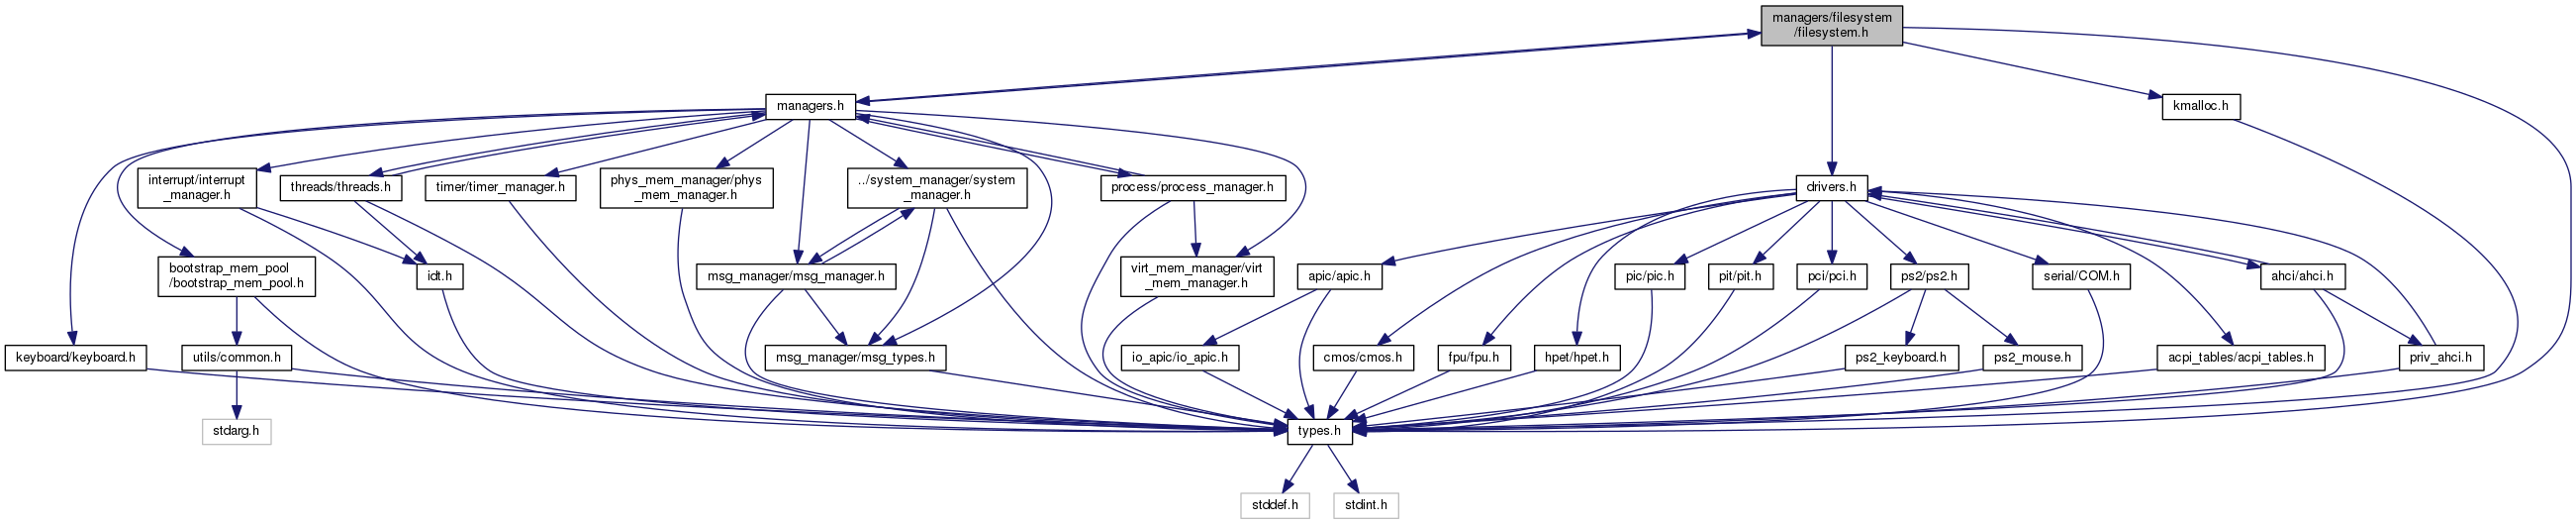 managers/filesystem
/filesystem.h
managers.h
kmalloc.h
interrupt/interrupt
_manager.h
threads/threads.h
timer/timer_manager.h
phys_mem_manager/phys
_mem_manager.h
../system_manager/system
_manager.h
process/process_manager.h
drivers.h
bootstrap_mem_pool
/bootstrap_mem_pool.h
idt.h
msg_manager/msg_manager.h
virt_mem_manager/virt
_mem_manager.h
apic/apic.h
pic/pic.h
pit/pit.h
pci/pci.h
ps2/ps2.h
serial/COM.h
ahci/ahci.h
keyboard/keyboard.h
utils/common.h
msg_manager/msg_types.h
io_apic/io_apic.h
cmos/cmos.h
fpu/fpu.h
hpet/hpet.h
ps2_keyboard.h
ps2_mouse.h
acpi_tables/acpi_tables.h
priv_ahci.h
stdarg.h
types.h
stddef.h
stdint.h